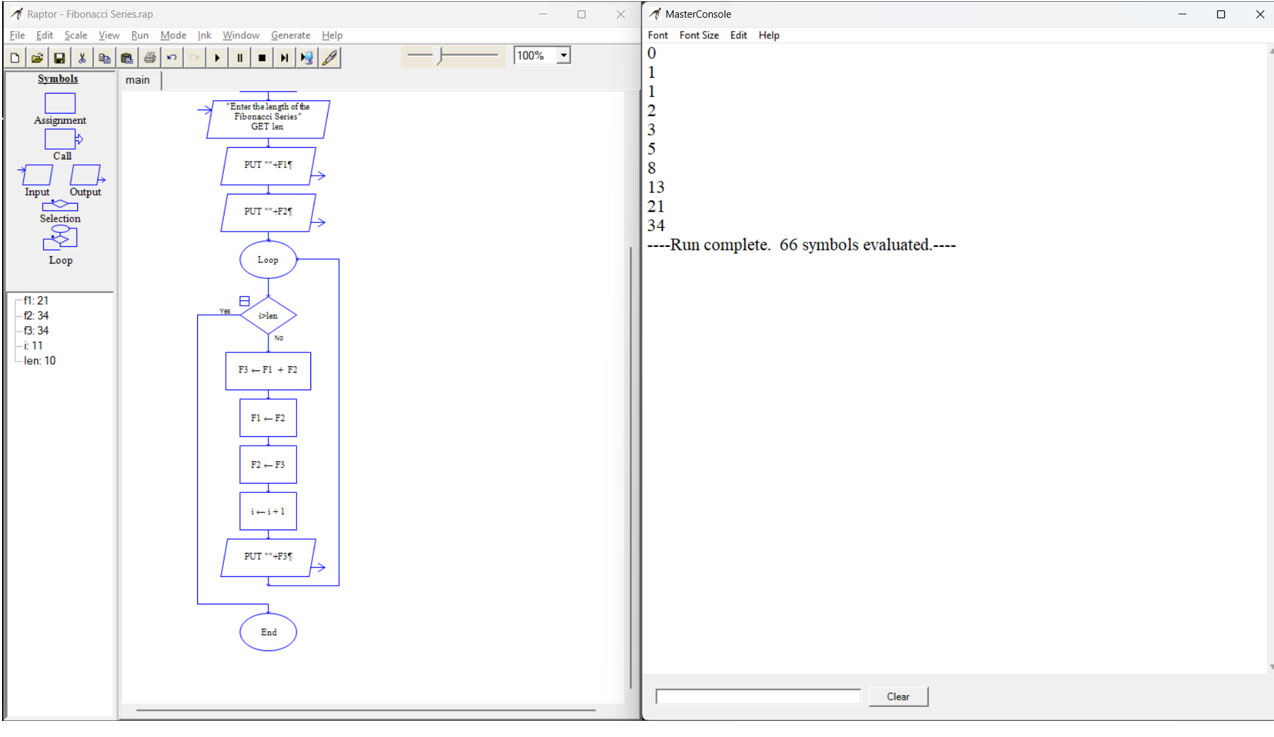 Raptor - Fibonacci Series.rap
File Edit Scale View Run Mode Ink Window Generate Help
100%
Symbols
Assignment
Call
Input Output
Selection
Loop
f1: 21
f2: 34
f3: 34
i: 11
len: 10
main
"Enter the length of the
Fibonacci Series"
GET len
PUT ""+F1¶
PUT ""+F2¶
Loop
Yes
i>len
No
F3 ← F1 + F2
F1 ← F2
F2 ← F3
i ← i + 1
PUT ""+F3¶
End
MasterConsole
Font Font Size Edit Help
0
1
1
2
3
5
8
13
21
34
----Run complete. 66 symbols evaluated.----
Clear